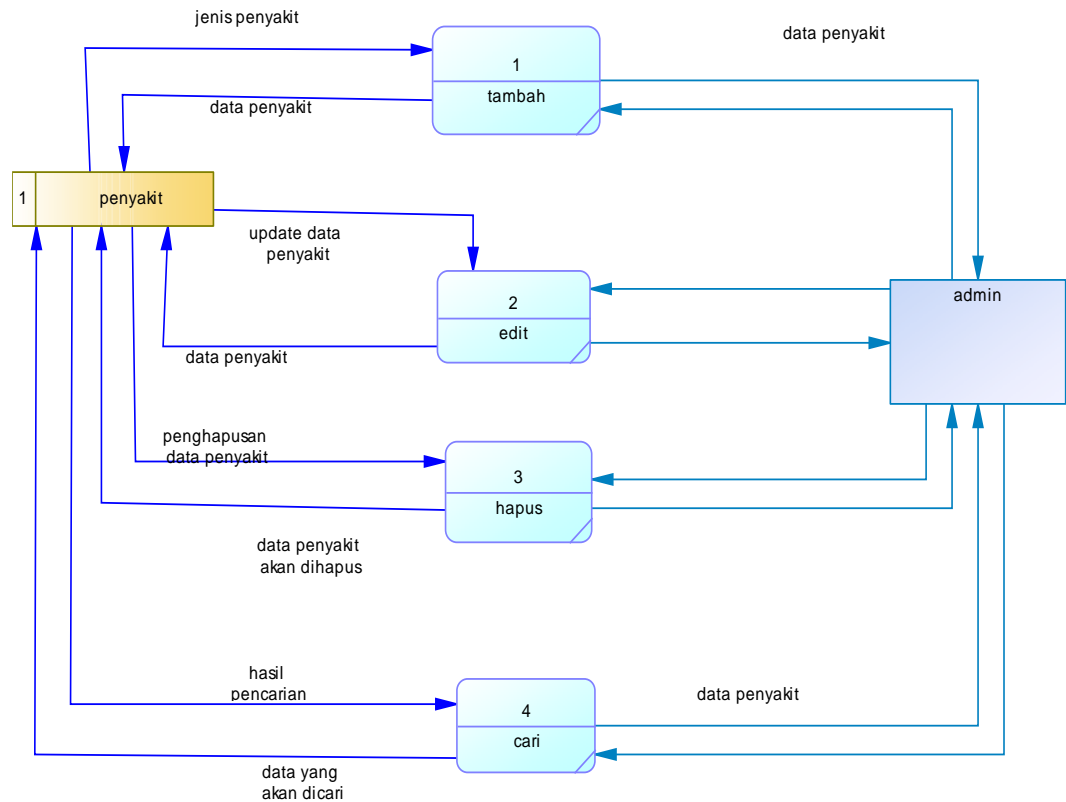 jenis penyakit
data penyakit
1
tambah
data penyakit
1
penyakit
update data
penyakit
2
edit
admin
data penyakit
penghapusan
data penyakit
3
hapus
data penyakit
akan dihapus
hasil
pencarian
4
cari
data penyakit
data yang
akan dicari